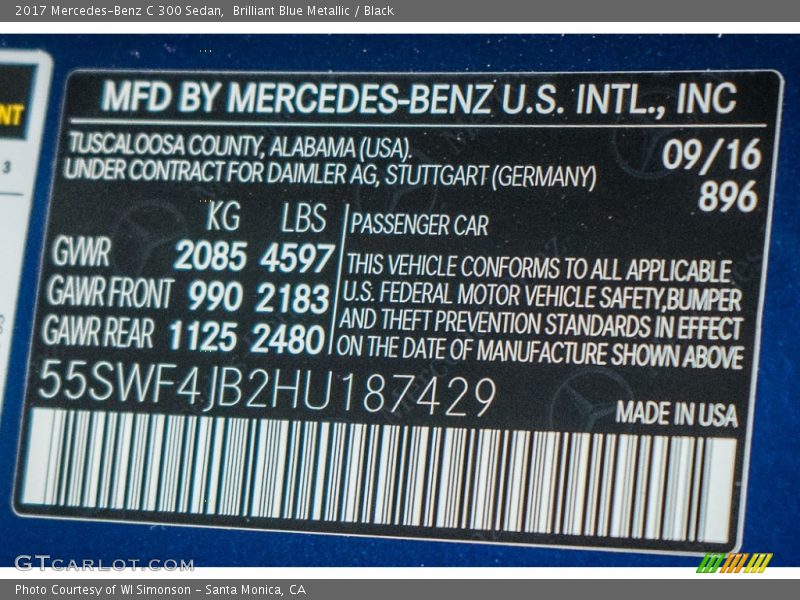 2017 Mercedes-Benz C 300 Sedan,  Brilliant Blue Metallic / Black
NT
3
MFD BY MERCEDES-BENZ U.S. INTL., INC
TUSCALOOSA COUNTY, ALABAMA (USA).
UNDER CONTRACT FOR DAIMLER AG, STUTTGART (GERMANY)
09/16
896
KG LBS
GVWR 2085 4597
GAWR FRONT 990 2183
GAWR REAR 1125 2480
PASSENGER CAR
THIS VEHICLE CONFORMS TO ALL APPLICABLE
U.S. FEDERAL MOTOR VEHICLE SAFETY,BUMPER
AND THEFT PREVENTION STANDARDS IN EFFECT
ON THE DATE OF MANUFACTURE SHOWN ABOVE
55SWF4JB2HU187429
MADE IN USA
GTcarlot.com
Photo Courtesy of WI Simonson - Santa Monica, CA